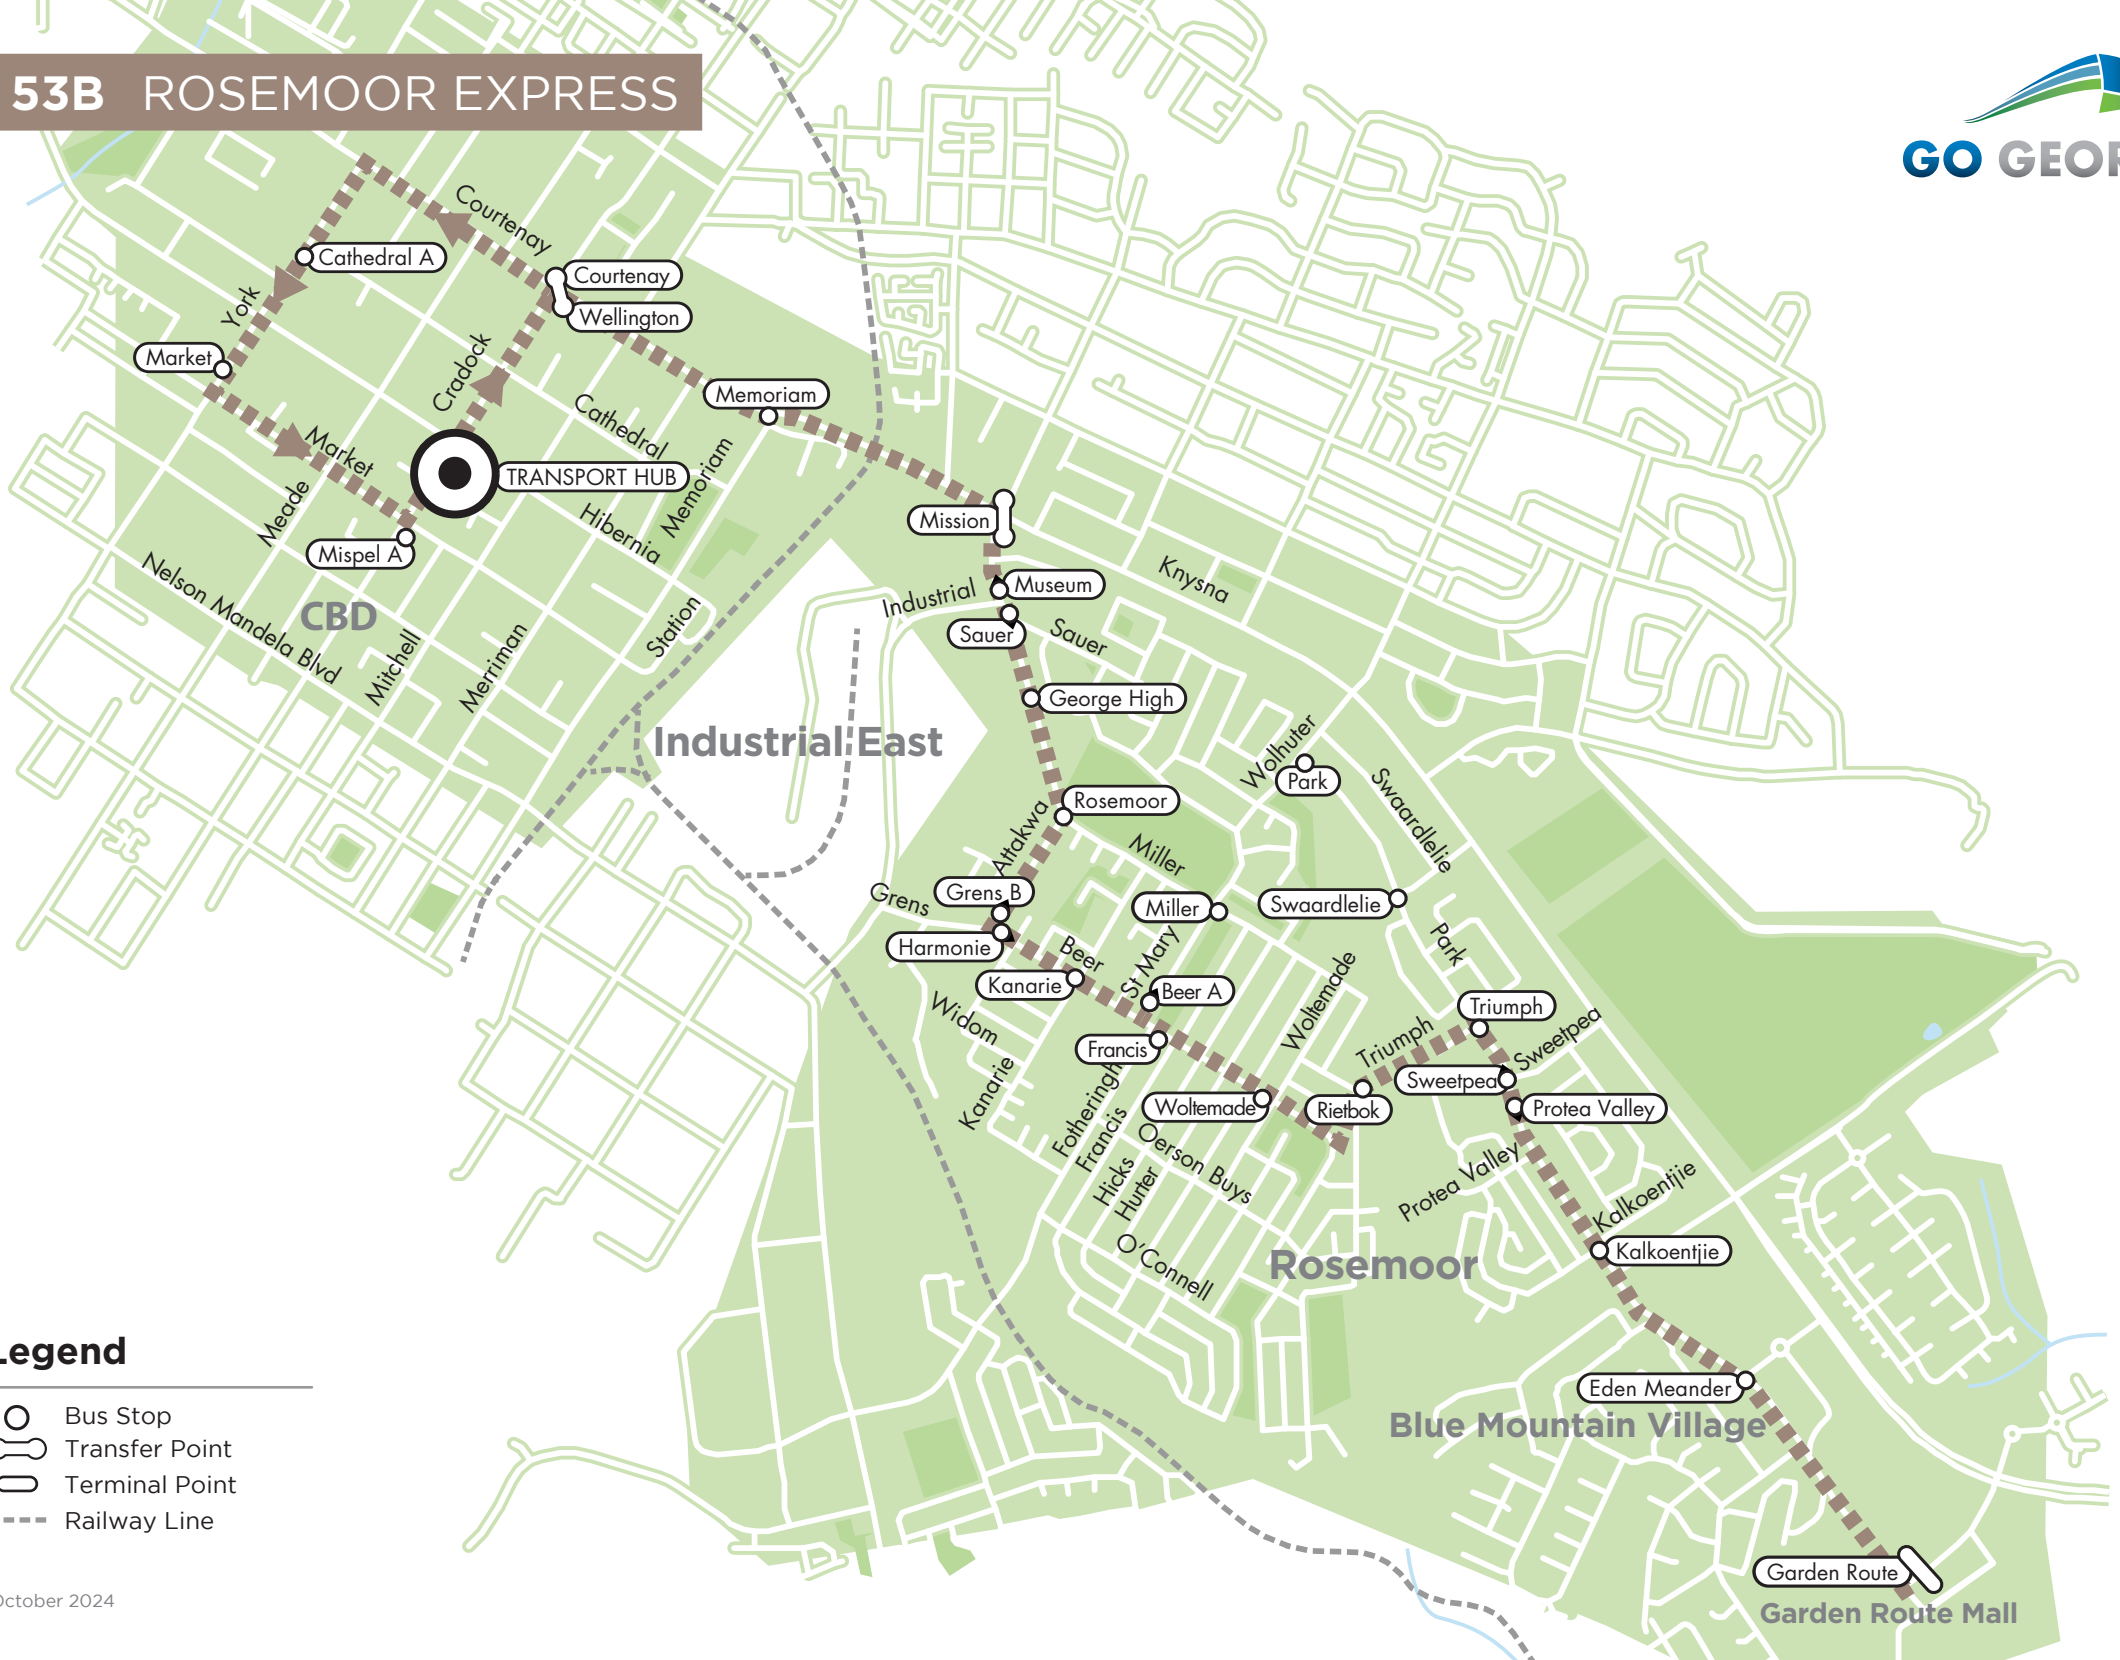 53B ROSEMOOR EXPRESS
GO GEOR
Courtenay
Cathedral A
Courtenay
Wellington
York
Market
Cradock
Memoriam
Cathedral
Market
Memoriam
TRANSPORT HUB
Meade
Hibernia
Mission
Mispel A
Nelson Mandela Blvd
CBD
Knysna
Industrial
Museum
Station
Sauer
Sauer
Mitchell
Merriman
George High
Industrial East
Wolhuter
Park
Swaardlelie
Rosemoor
Attakwa
Miller
Grens
Grens B
Miller
Swaardlelie
Harmonie
Beer
St Mary
Park
Kanarie
Beer A
Woltemade
Widom
Triumph
Sweetpea
Triumph
Francis
Kanarie
Fotheringh
Sweetpea
Woltemade
Rietbok
Protea Valley
Francis
Oerson Buys
Hicks
Hurter
Protea Valley
Kalkoentjie
O'Connell
Rosemoor
Kalkoentjie
Eden Meander
Blue Mountain Village
Garden Route
Garden Route Mall
Legend
Bus Stop
Transfer Point
Terminal Point
Railway Line
October 2024